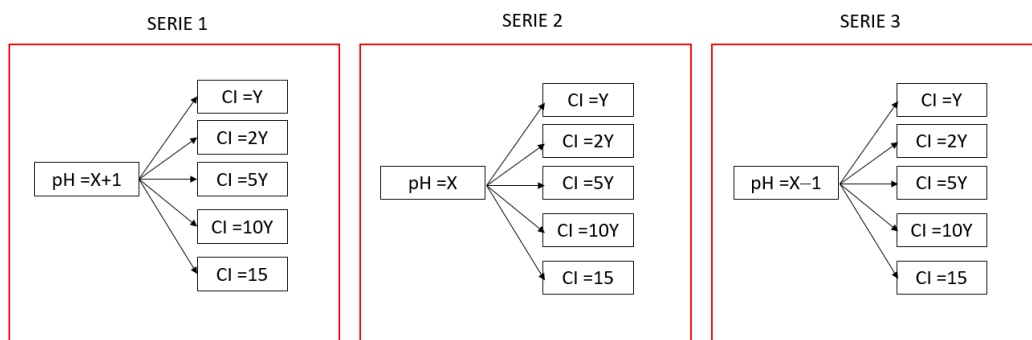 SERIE 1
pH =X+1
CI =Y
CI =2Y
CI =5Y
CI =10Y
CI =15
SERIE 2
pH =X
CI =Y
CI =2Y
CI =5Y
CI =10Y
CI =15
SERIE 3
pH =X−1
CI =Y
CI =2Y
CI =5Y
CI =10Y
CI =15